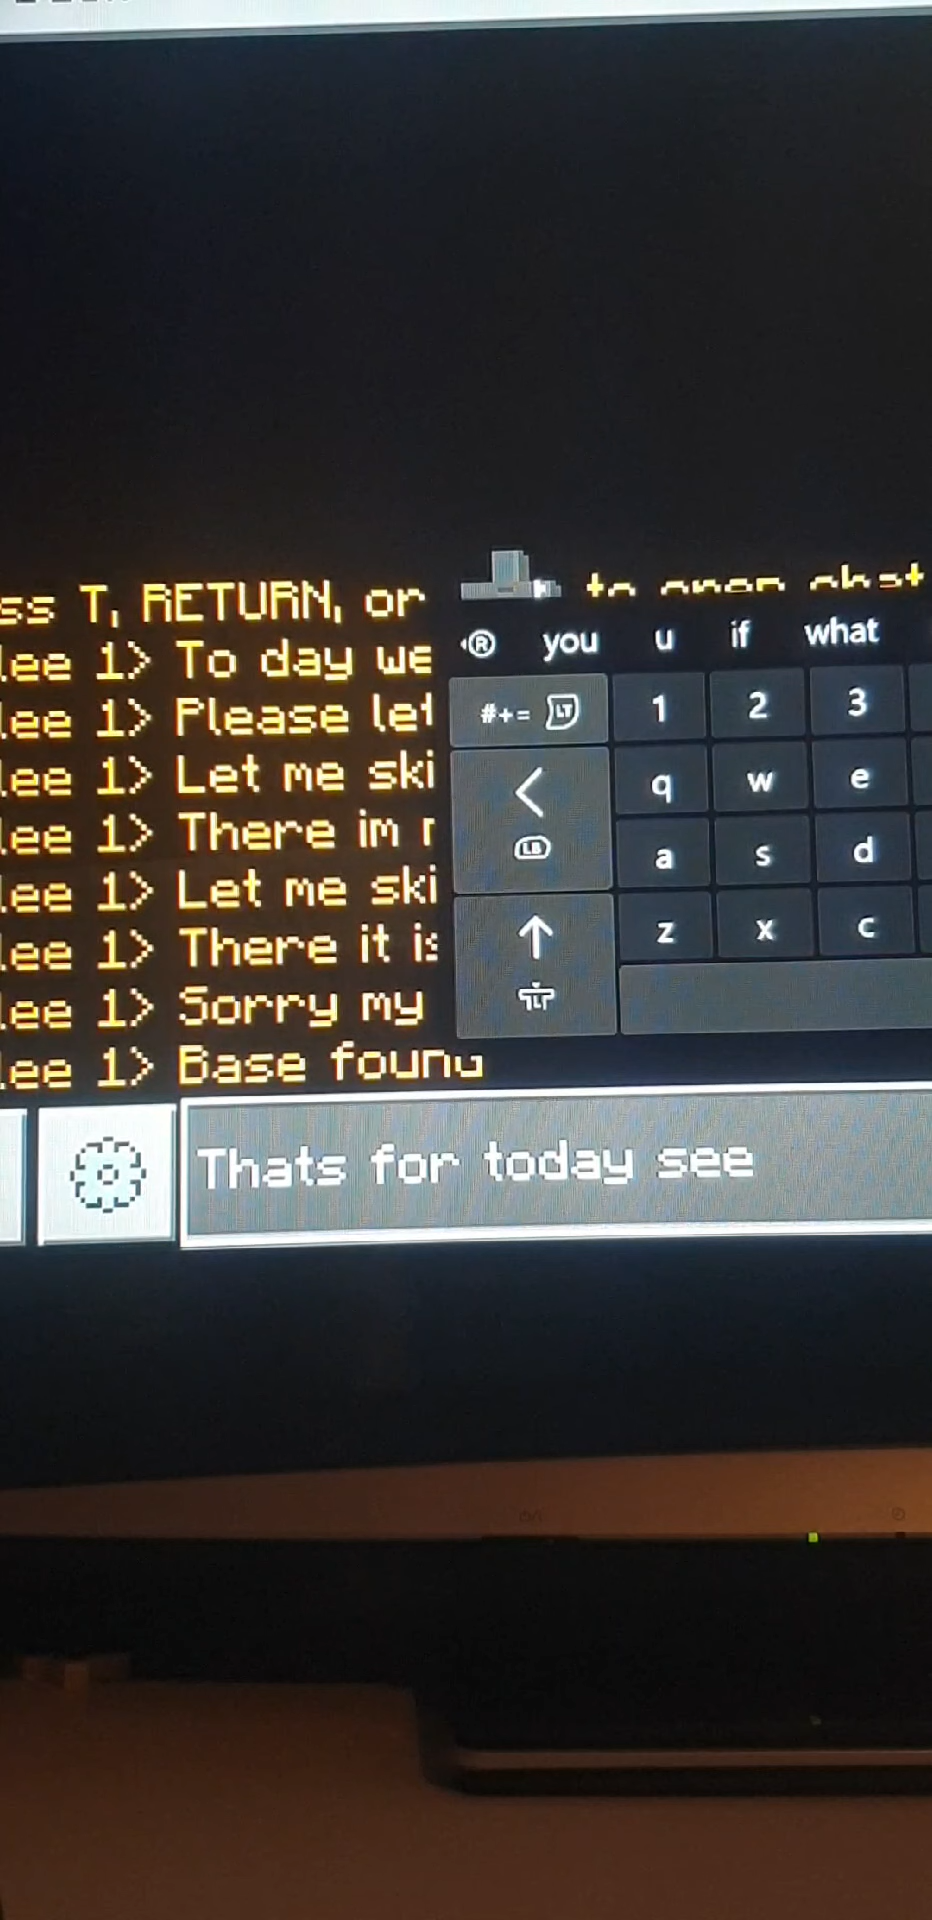 ss T, RETURN, or to open chat
lee 1> To day we
lee 1> Please let
lee 1> Let me ski
lee 1> There im r
lee 1> Let me ski
lee 1> There it is
lee 1> Sorry my
lee 1> Base found
R you u if what
#+= LT 1 2 3
q w e
LB a s d
z x c
Thats for today see